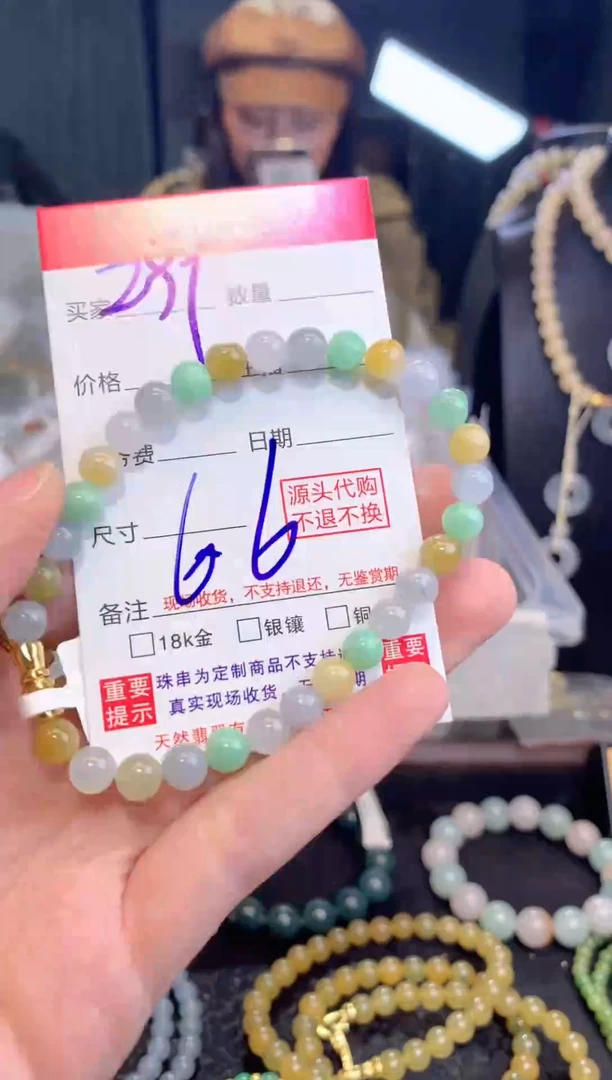 买家
数量
价格
费
日期
66
尺寸
源头代购
不退不换
备注
现场收货，不支持退还，无鉴赏期
18k金 银镶 铜
重要
提示
珠串为定制商品不支持
真实现场收货
重要
天然翡翠